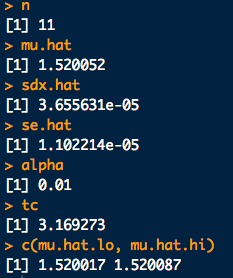 > n
[1] 11
> mu.hat
[1] 1.520052
> sdx.hat
[1] 3.655631e-05
> se.hat
[1] 1.102214e-05
> alpha
[1] 0.01
> tc
[1] 3.169273
> c(mu.hat.lo, mu.hat.hi)
[1] 1.520017 1.520087